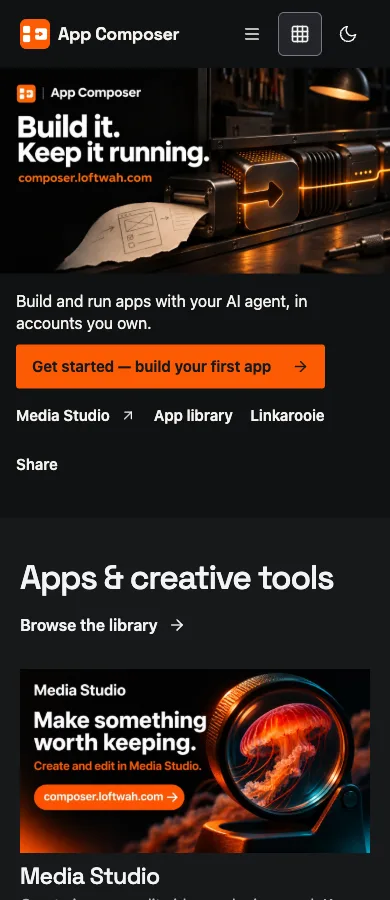 App Composer
App Composer
Build it.
Keep it running.
composer.loftwah.com
Build and run apps with your AI agent, in
accounts you own.
Get started — build your first app →
Media Studio ↗ App library Linkarooie
Share
Apps & creative tools
Browse the library →
Media Studio
Make something
worth keeping.
Create and edit in Media Studio.
composer.loftwah.com →
Media Studio